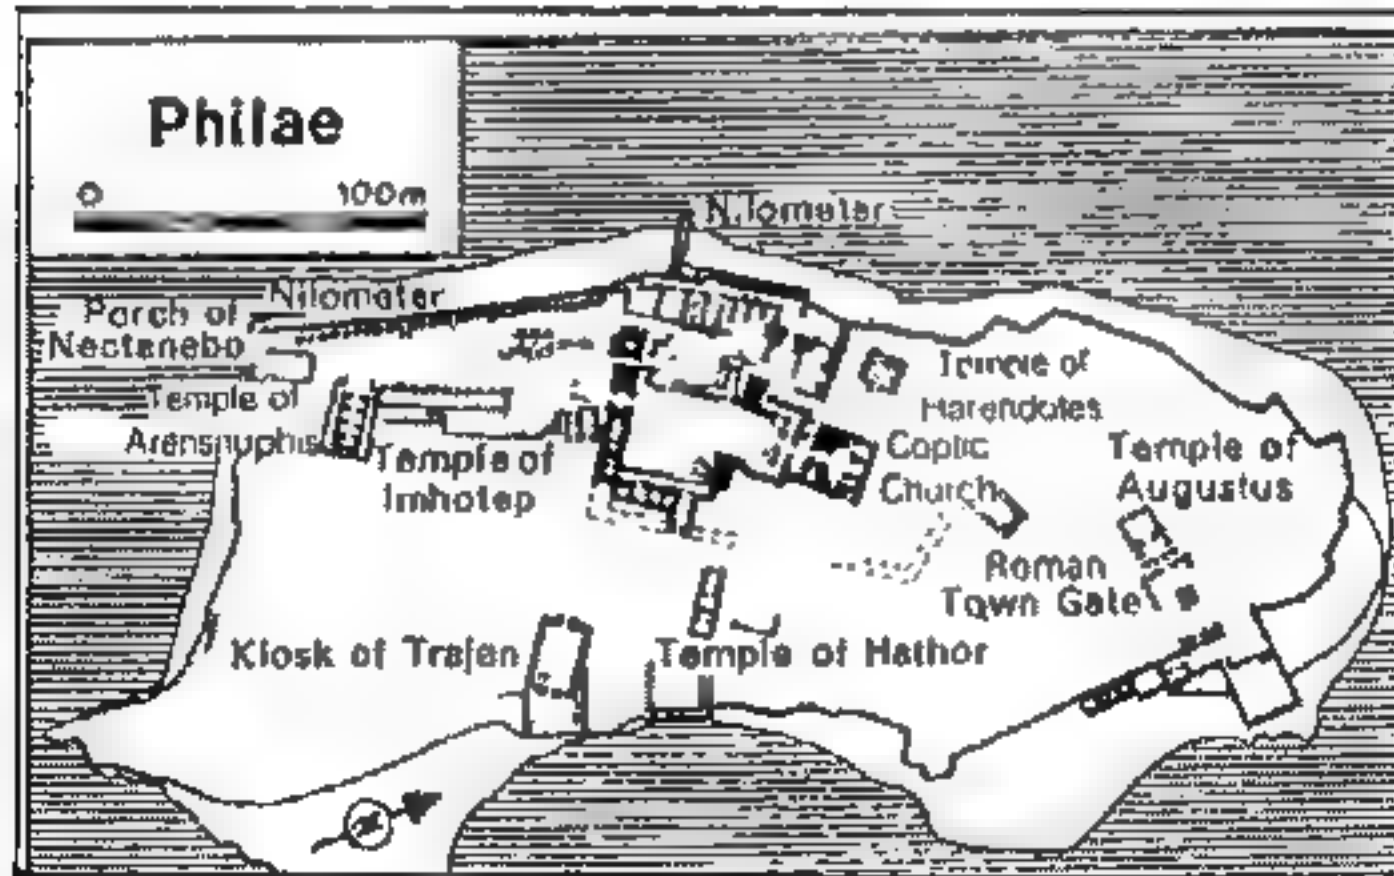 Philae
0 100m
Nilometer
Nilometer
Porch of
Nectanebo
Temple of
Arensnuphis
Temple of
Imhotep
Temple of
Harendotes
Coptic
Church
Temple of
Augustus
Roman
Town Gate
Kiosk of Trajan
Temple of Hathor